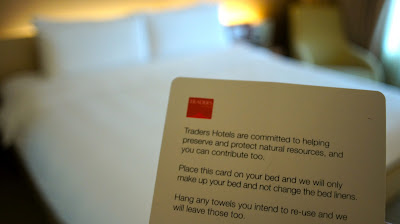 TRADERS
Traders Hotels are committed to helping
preserve and protect natural resources, and
you can contribute too.
Place this card on your bed and we will only
make up your bed and not change the bed linens.
Hang any towels you intend to re-use and we
will leave those too.